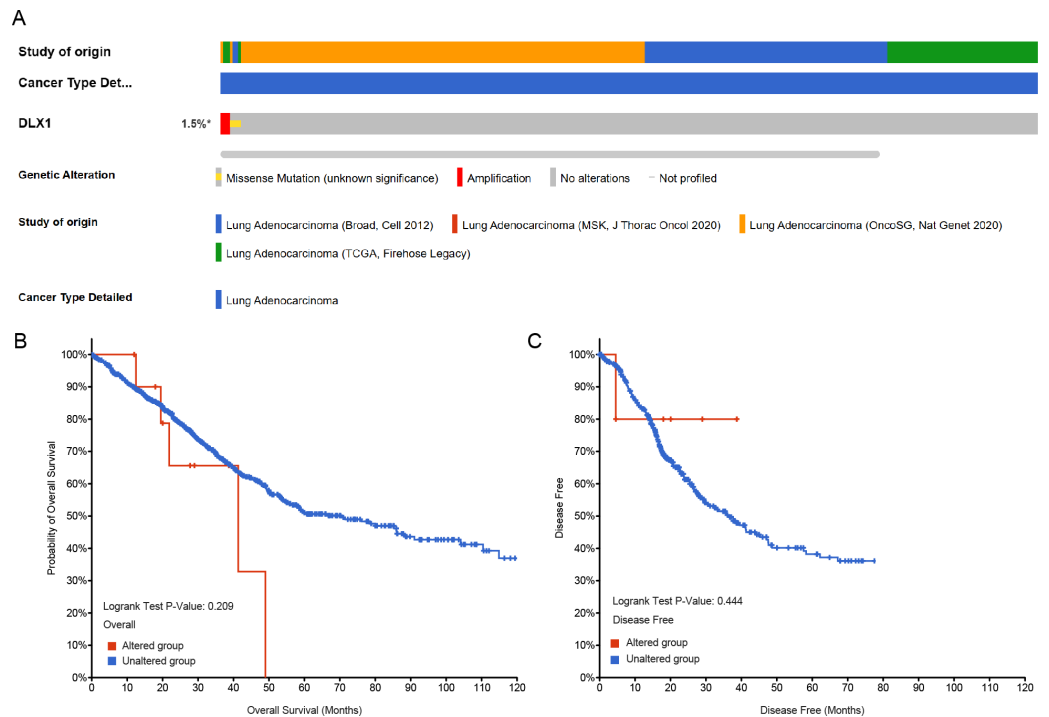 A
Study of origin
Cancer Type Det...
DLX1 1.5%*
Genetic Alteration Missense Mutation (unknown significance) Amplification No alterations Not profiled
Study of origin Lung Adenocarcinoma (Broad, Cell 2012) Lung Adenocarcinoma (MSK, J Thorac Oncol 2020) Lung Adenocarcinoma (OncoSG, Nat Genet 2020)
Lung Adenocarcinoma (TCGA, Firehose Legacy)
Cancer Type Detailed Lung Adenocarcinoma
B
100%
90%
80%
70%
60%
50%
40%
30%
20%
10%
0%
Probability of Overall Survival
Logrank Test P-Value: 0.209
Overall
Altered group
Unaltered group
0 10 20 30 40 50 60 70 80 90 100 110 120
Overall Survival (Months)
C
100%
90%
80%
70%
60%
50%
40%
30%
20%
10%
0%
Disease Free
Logrank Test P-Value: 0.444
Disease Free
Altered group
Unaltered group
0 10 20 30 40 50 60 70 80 90 100 110 120
Disease Free (Months)